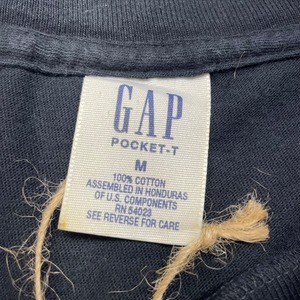 GAP
POCKET-T
M
100% COTTON
ASSEMBLED IN HONDURAS
OF U.S. COMPONENTS
RN 54023
SEE REVERSE FOR CARE